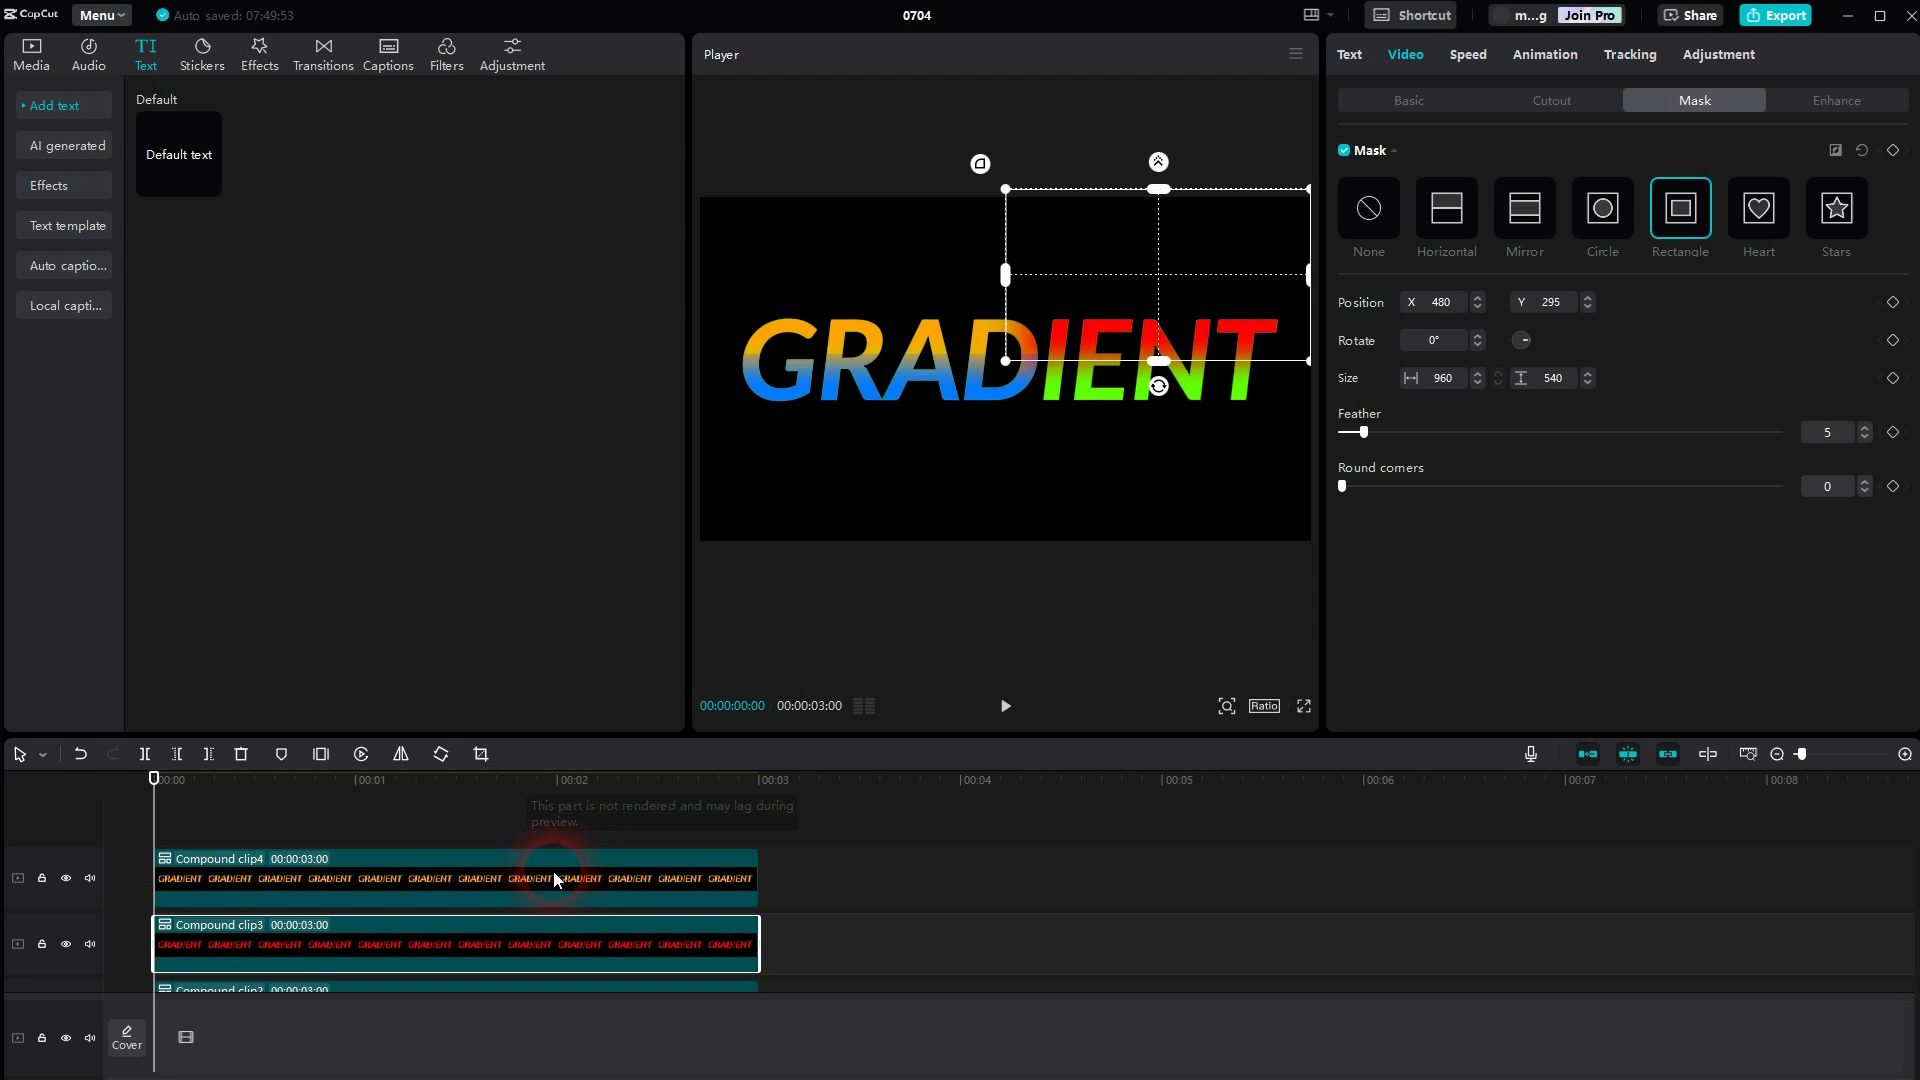 CapCut
Menu
Auto saved: 07:49:53
0704
Shortcut
m...g
Join Pro
Share
Export
Media
Audio
TI
Text
Stickers
Effects
Transitions
Captions
Filters
Adjustment
Add text
AI generated
Effects
Text template
Auto captio...
Local capti...
Default
Default text
Player
GRADIENT
00:00:00:00
00:00:03:00
Ratio
Text
Video
Speed
Animation
Tracking
Adjustment
Basic
Cutout
Mask
Enhance
Mask
None
Horizontal
Mirror
Circle
Rectangle
Heart
Stars
Position X 480 Y 295
Rotate 0°
Size 960 540
Feather
5
Round corners
0
00:00
00:01
00:02
00:03
00:04
00:05
00:06
00:07
00:08
This part is not rendered and may lag during
preview.
Compound clip4 00:00:03:00
GRADIENT GRADIENT GRADIENT GRADIENT GRADIENT GRADIENT GRADIENT GRADIENT GRADIENT GRADIENT GRADIENT GRADIENT
Compound clip3 00:00:03:00
GRADIENT GRADIENT GRADIENT GRADIENT GRADIENT GRADIENT GRADIENT GRADIENT GRADIENT GRADIENT GRADIENT GRADIENT
Compound clip2 00:00:03:00
Cover